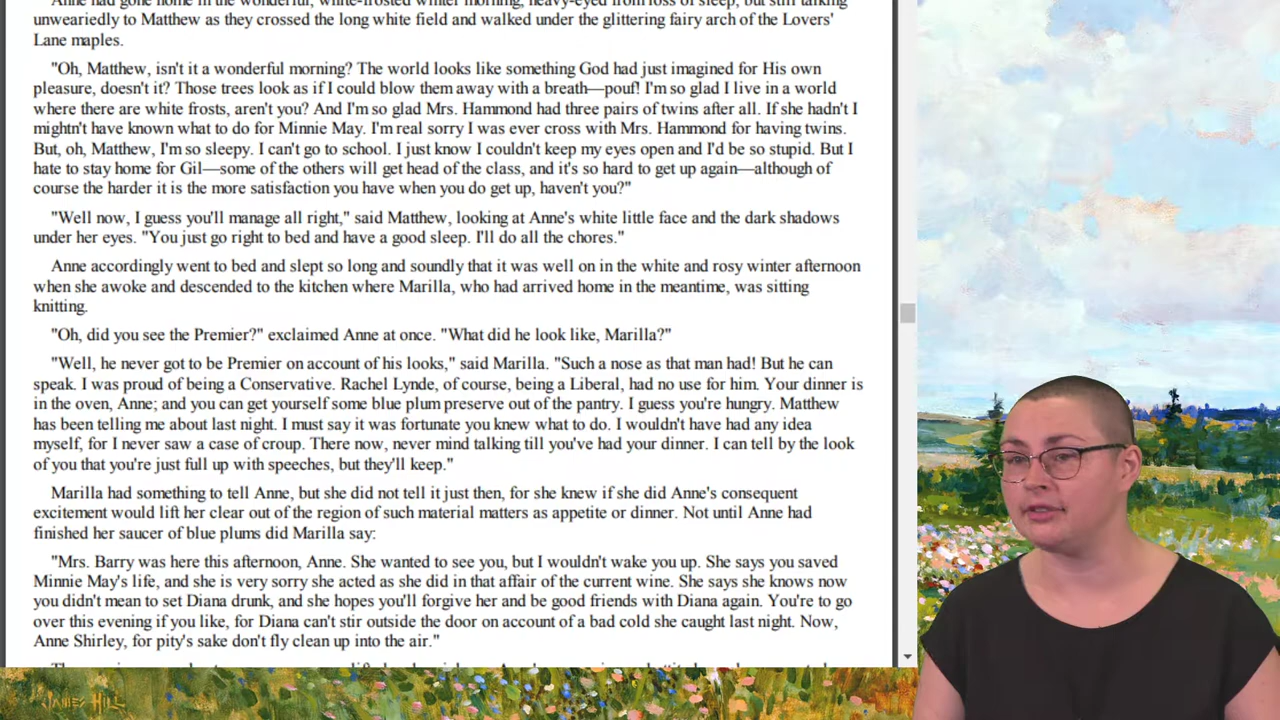 Anne had gone home in the wonderful, white-frosted winter morning, heavy-eyed from loss of sleep, but still talking
unweariedly to Matthew as they crossed the long white field and walked under the glittering fairy arch of the Lovers'
Lane maples.
"Oh, Matthew, isn't it a wonderful morning? The world looks like something God had just imagined for His own
pleasure, doesn't it? Those trees look as if I could blow them away with a breath—pouf! I'm so glad I live in a world
where there are white frosts, aren't you? And I'm so glad Mrs. Hammond had three pairs of twins after all. If she hadn't I
mightn't have known what to do for Minnie May. I'm real sorry I was ever cross with Mrs. Hammond for having twins.
But, oh, Matthew, I'm so sleepy. I can't go to school. I just know I couldn't keep my eyes open and I'd be so stupid. But I
hate to stay home for Gil—some of the others will get head of the class, and it's so hard to get up again—although of
course the harder it is the more satisfaction you have when you do get up, haven't you?"
"Well now, I guess you'll manage all right," said Matthew, looking at Anne's white little face and the dark shadows
under her eyes. "You just go right to bed and have a good sleep. I'll do all the chores."
Anne accordingly went to bed and slept so long and soundly that it was well on in the white and rosy winter afternoon
when she awoke and descended to the kitchen where Marilla, who had arrived home in the meantime, was sitting
knitting.
"Oh, did you see the Premier?" exclaimed Anne at once. "What did he look like, Marilla?"
"Well, he never got to be Premier on account of his looks," said Marilla. "Such a nose as that man had! But he can
speak. I was proud of being a Conservative. Rachel Lynde, of course, being a Liberal, had no use for him. Your dinner is
in the oven, Anne; and you can get yourself some blue plum preserve out of the pantry. I guess you're hungry. Matthew
has been telling me about last night. I must say it was fortunate you knew what to do. I wouldn't have had any idea
myself, for I never saw a case of croup. There now, never mind talking till you've had your dinner. I can tell by the look
of you that you're just full up with speeches, but they'll keep."
Marilla had something to tell Anne, but she did not tell it just then, for she knew if she did Anne's consequent
excitement would lift her clear out of the region of such material matters as appetite or dinner. Not until Anne had
finished her saucer of blue plums did Marilla say:
"Mrs. Barry was here this afternoon, Anne. She wanted to see you, but I wouldn't wake you up. She says you saved
Minnie May's life, and she is very sorry she acted as she did in that affair of the current wine. She says she knows now
you didn't mean to set Diana drunk, and she hopes you'll forgive her and be good friends with Diana again. You're to go
over this evening if you like, for Diana can't stir outside the door on account of a bad cold she caught last night. Now,
Anne Shirley, for pity's sake don't fly clean up into the air."
JAMES HILL